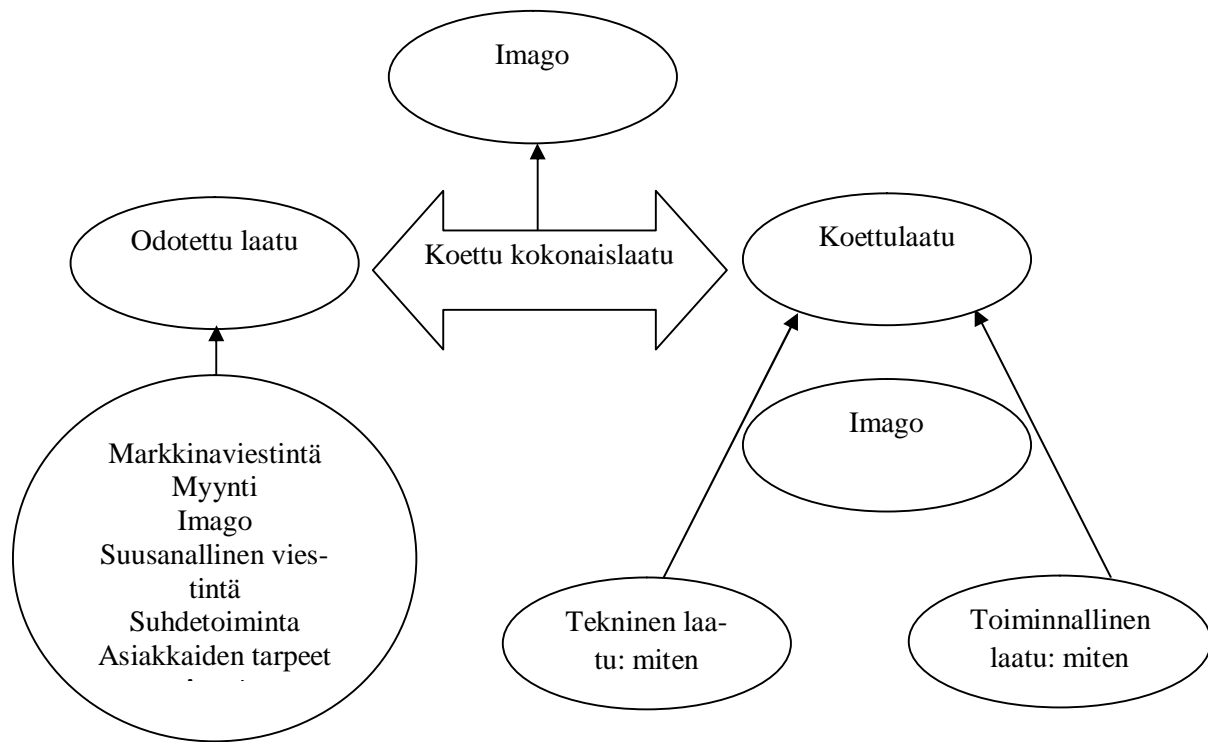 Imago
Odotettu laatu
Koettu kokonaislaatu
Koettulaatu
Imago
Markkinaviestintä
Myynti
Imago
Suusanallinen vies-
tintä
Suhdetoiminta
Asiakkaiden tarpeet
Tekninen laa-
tu: miten
Toiminnallinen
laatu: miten